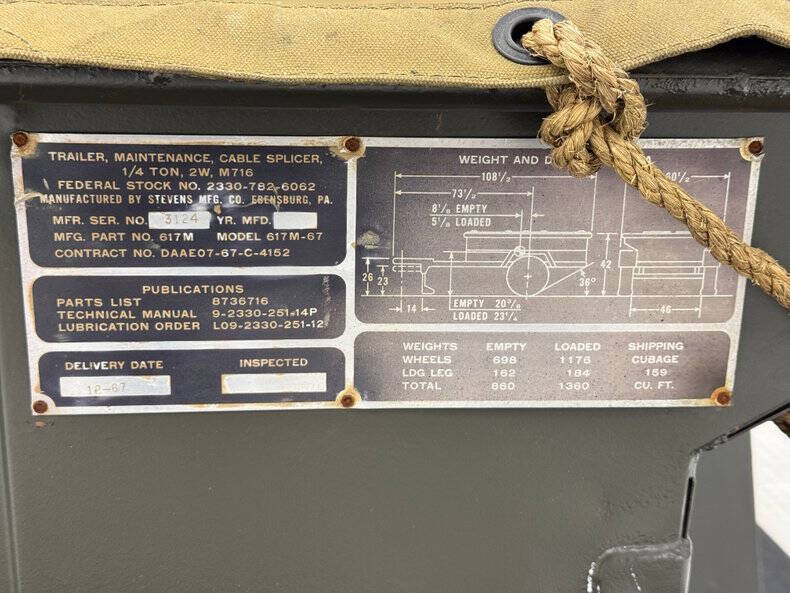 TRAILER, MAINTENANCE, CABLE SPLICER,
1/4 TON, 2W, M716
FEDERAL STOCK NO. 2330-782-6062
MANUFACTURED BY STEVENS MFG. CO. EBENSBURG, PA.
MFR. SER. NO. 3124 YR. MFD.
MFG. PART NO. 617M MODEL 617M-67
CONTRACT NO. DAAE07-67-C-4152
PUBLICATIONS
PARTS LIST 8736716
TECHNICAL MANUAL 9-2330-251-14P
LUBRICATION ORDER LO9-2330-251-12
DELIVERY DATE INSPECTED
12-67
WEIGHT AND
108 1/2
60 1/2
73 1/2
8 1/8 EMPTY
5 1/8 LOADED
26
23
42
36°
14
EMPTY 20 3/8
LOADED 23 1/4
46
WEIGHTS EMPTY LOADED SHIPPING
WHEELS 698 1176 CUBAGE
LDG LEG 162 184 159
TOTAL 860 1360 CU. FT.